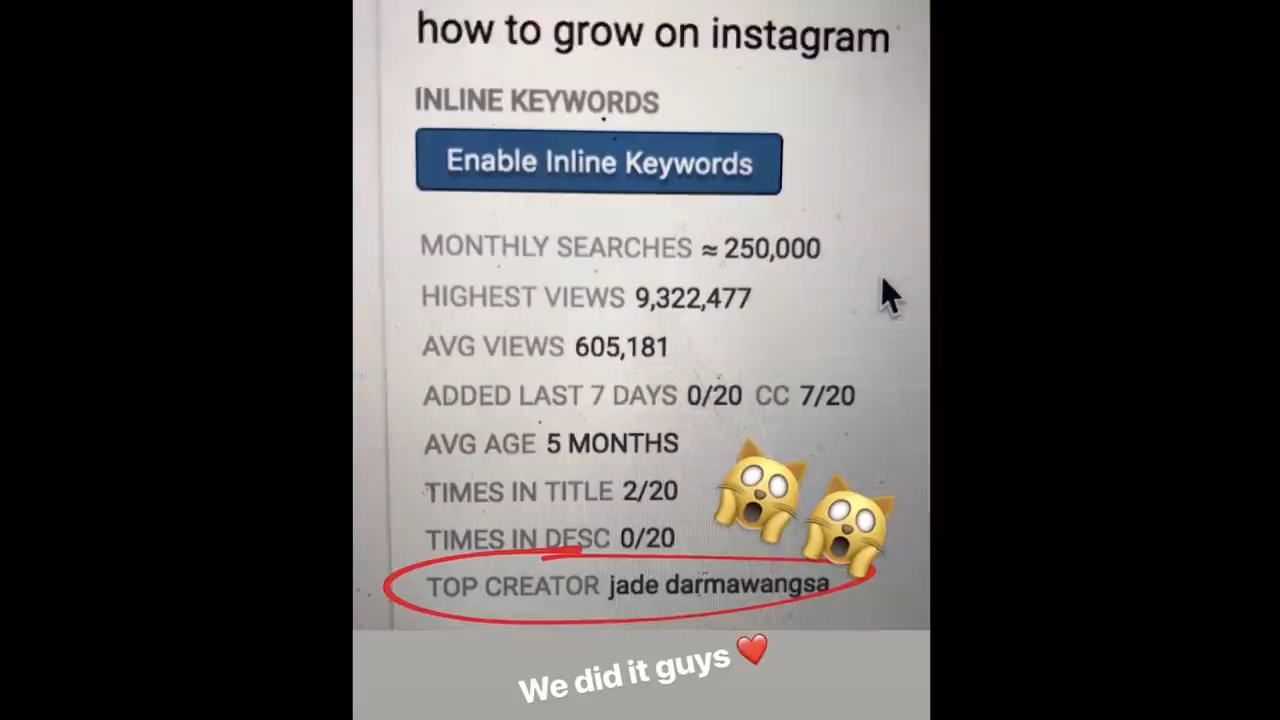 how to grow on instagram
INLINE KEYWORDS
Enable Inline Keywords
MONTHLY SEARCHES ≈ 250,000
HIGHEST VIEWS 9,322,477
AVG VIEWS 605,181
ADDED LAST 7 DAYS 0/20 CC 7/20
AVG AGE 5 MONTHS
TIMES IN TITLE 2/20
TIMES IN DESC 0/20
TOP CREATOR jade darmawangsa
We did it guys ❤️